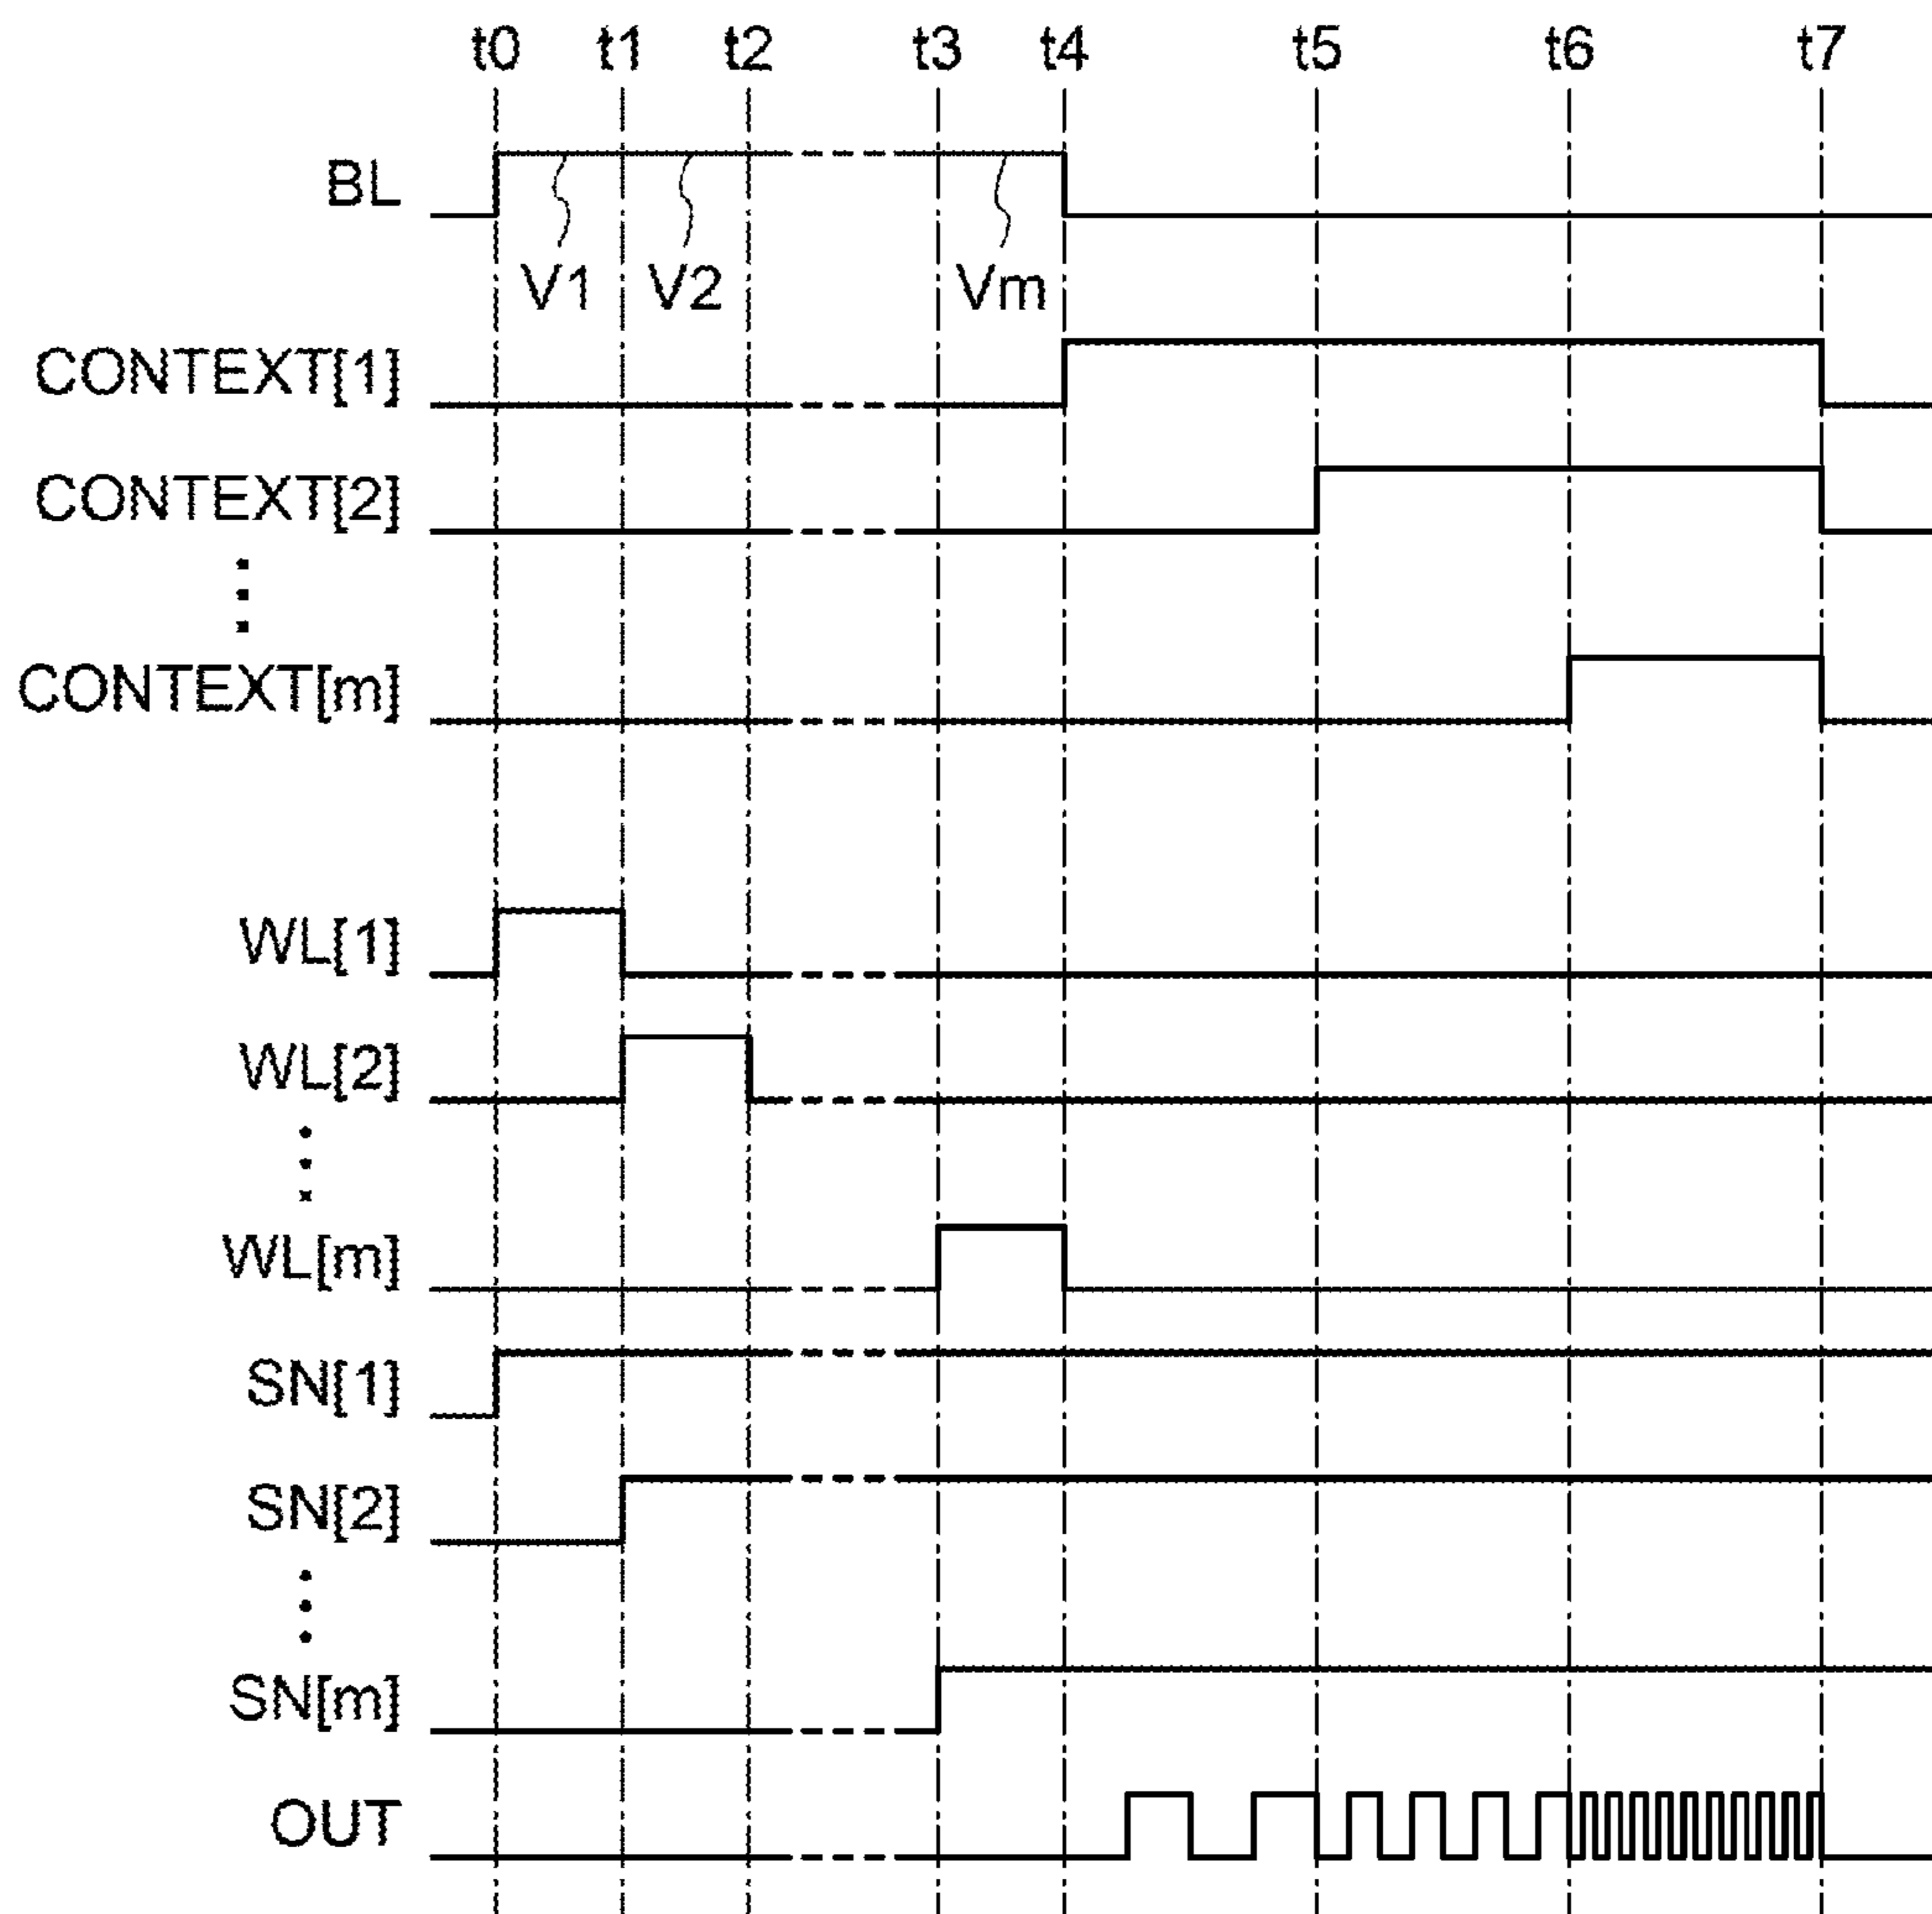 t0 t1 t2 t3 t4 t5 t6 t7
BL
V1 V2 Vm
CONTEXT[1]
CONTEXT[2]
CONTEXT[m]
WL[1]
WL[2]
WL[m]
SN[1]
SN[2]
SN[m]
OUT